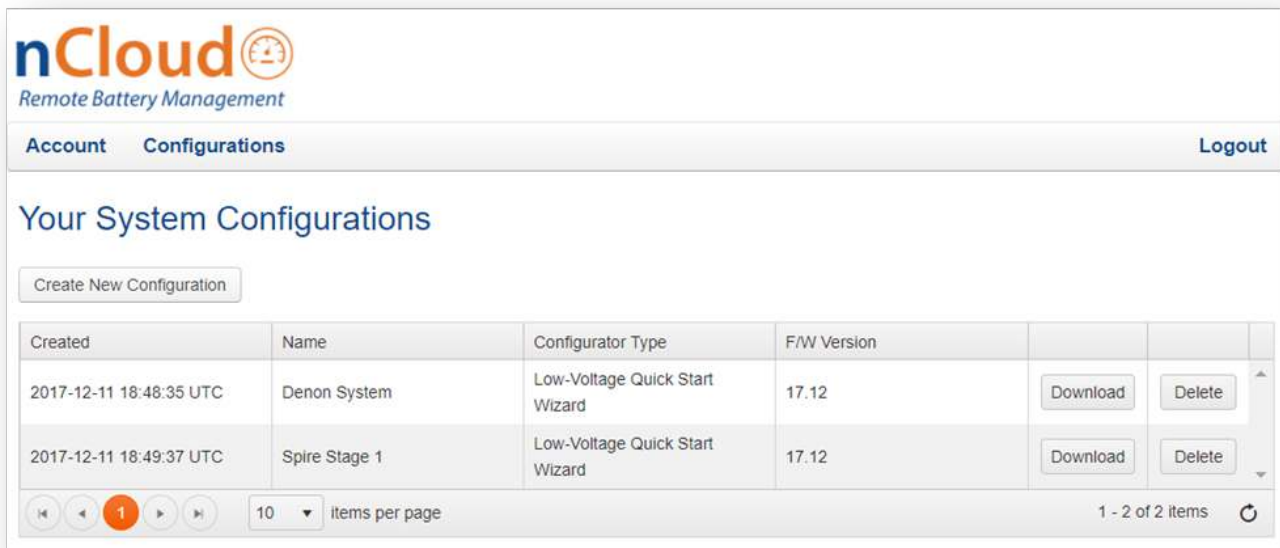 nCloud
Remote Battery Management
Account Configurations Logout
Your System Configurations
Create New Configuration
Created Name Configurator Type F/W Version
2017-12-11 18:48:35 UTC Denon System Low-Voltage Quick Start Wizard 17.12 Download Delete
2017-12-11 18:49:37 UTC Spire Stage 1 Low-Voltage Quick Start Wizard 17.12 Download Delete
1 10 items per page 1 - 2 of 2 items